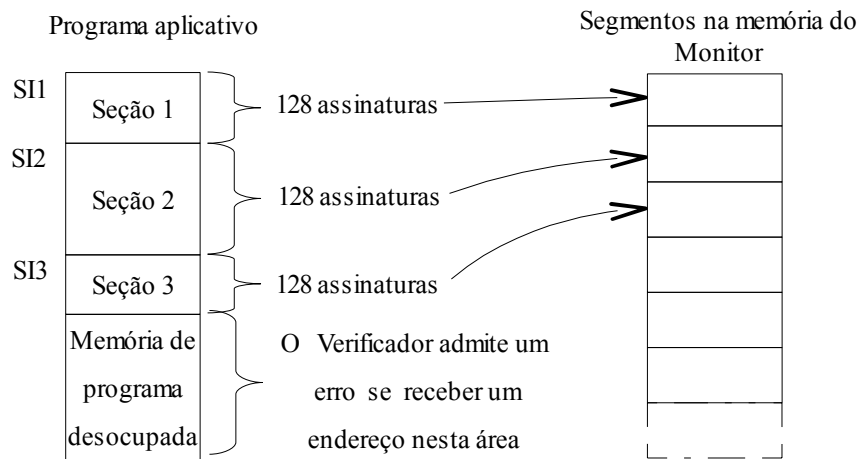 Programa aplicativo
Segmentos na memória do
Monitor
SI1
Seção 1
128 assinaturas
SI2
Seção 2
128 assinaturas
SI3
Seção 3
128 assinaturas
Memória de
programa
desocupada
O Verificador admite um
erro se receber um
endereço nesta área